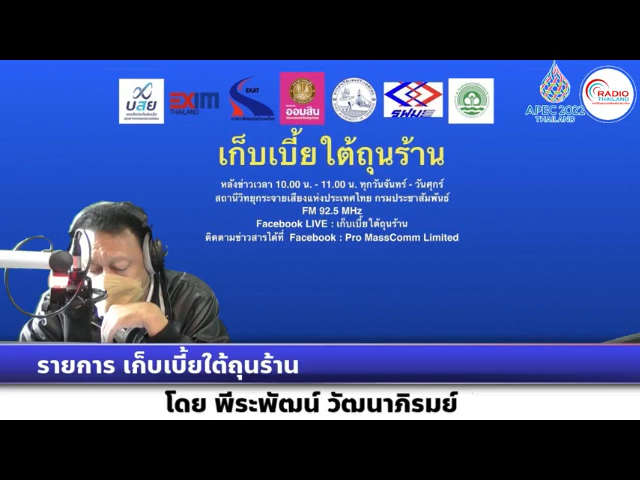 บสย
EXIM
THAILAND
EXAT
ออมสิน
รฟม
APEC 2022
THAILAND
RADIO
THAILAND
เก็บเบี้ยใต้ถุนร้าน
หลังข่าวเวลา 10.00 น. - 11.00 น. ทุกวันจันทร์ - วันศุกร์
สถานีวิทยุกระจายเสียงแห่งประเทศไทย กรมประชาสัมพันธ์
FM 92.5 MHz
Facebook LIVE : เก็บเบี้ยใต้ถุนร้าน
ติดตามข่าวสารได้ที่ Facebook : Pro MassComm Limited
รายการ เก็บเบี้ยใต้ถุนร้าน
โดย พีระพัฒน์ วัฒนาภิรมย์